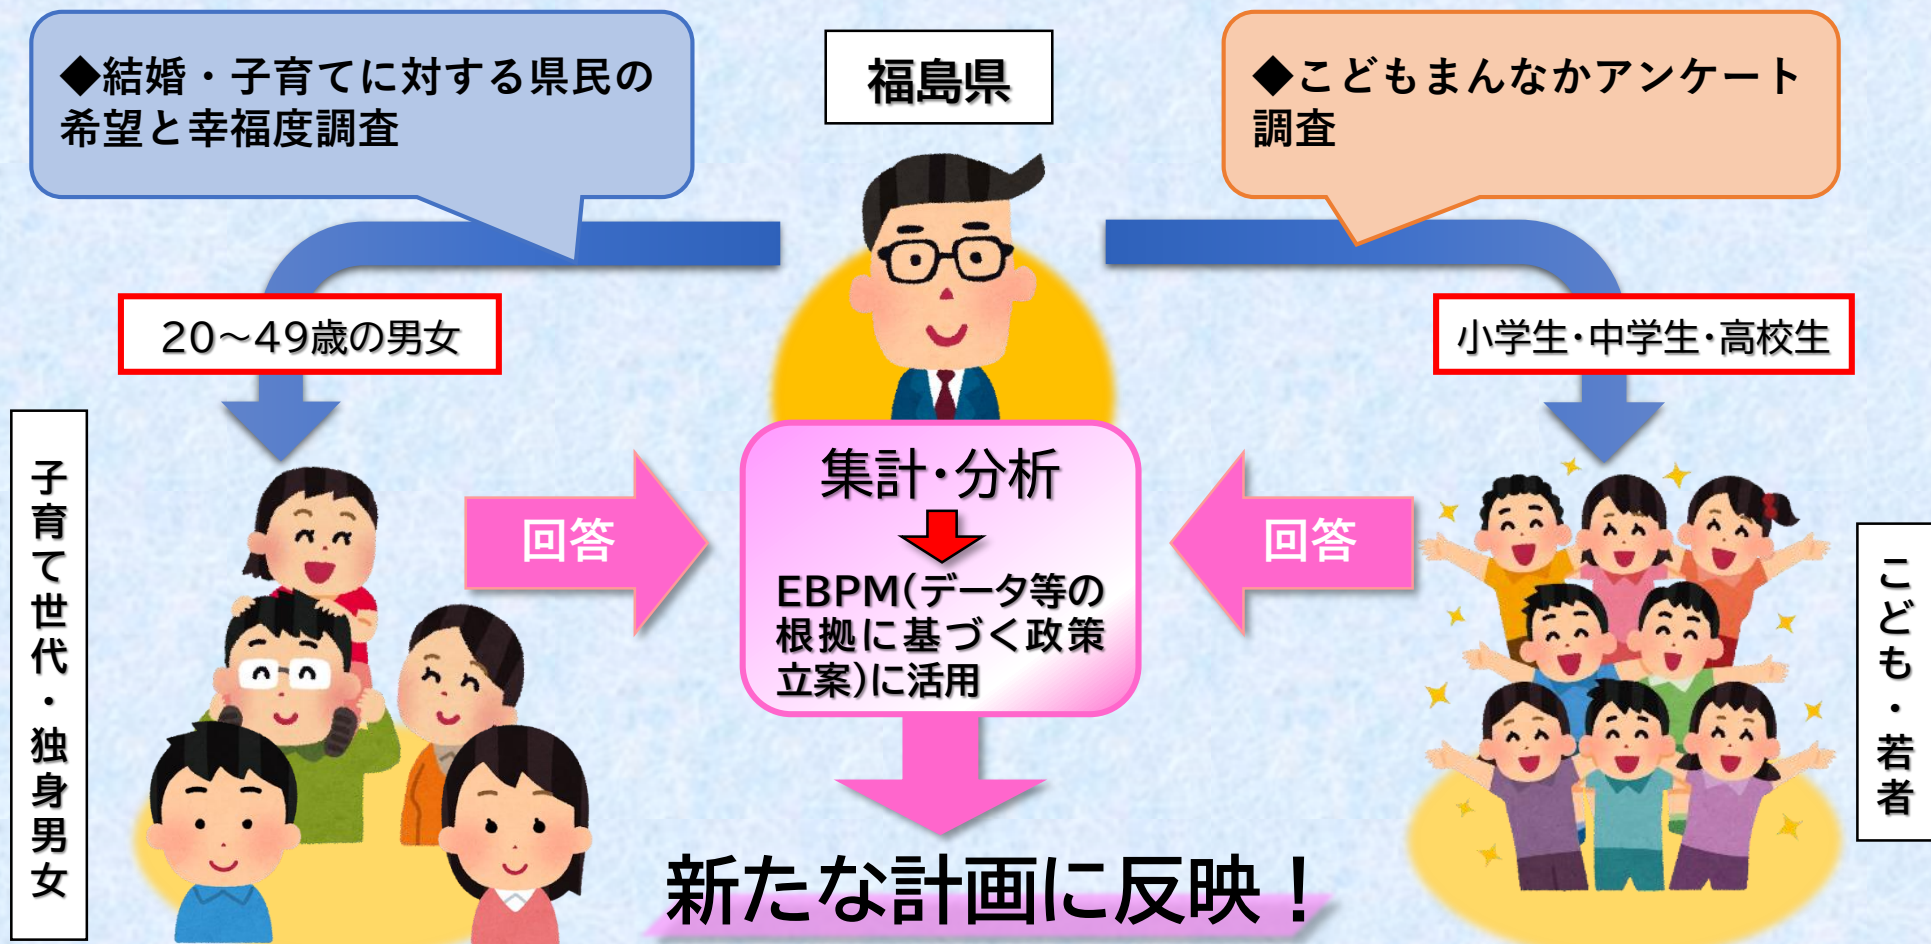 ◆結婚・子育てに対する県民の
希望と幸福度調査
福島県
◆こどもまんなかアンケート
調査
20～49歳の男女
小学生･中学生･高校生
子育て世代・独身男女
回答
集計･分析
EBPM(データ等の
根拠に基づく政策
立案)に活用
回答
こども・若者
新たな計画に反映！